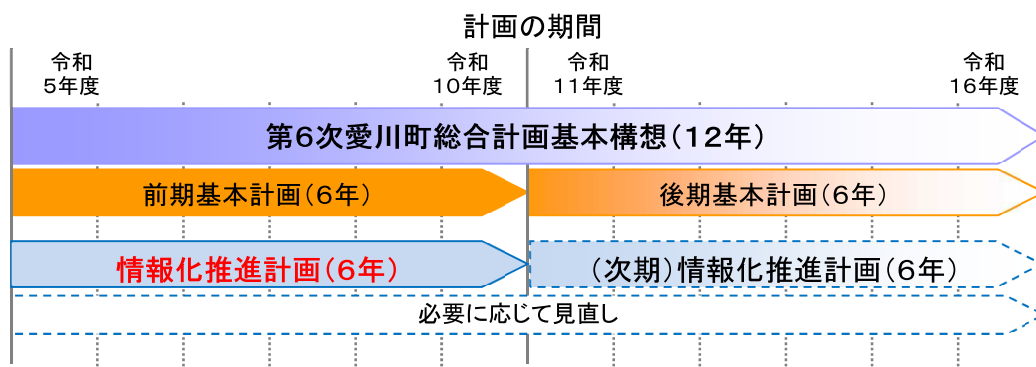 計画の期間
令和
5年度
令和
10年度
令和
11年度
令和
16年度
第6次愛川町総合計画基本構想(12年)
前期基本計画(6年)
後期基本計画(6年)
情報化推進計画(6年)
(次期)情報化推進計画(6年)
必要に応じて見直し